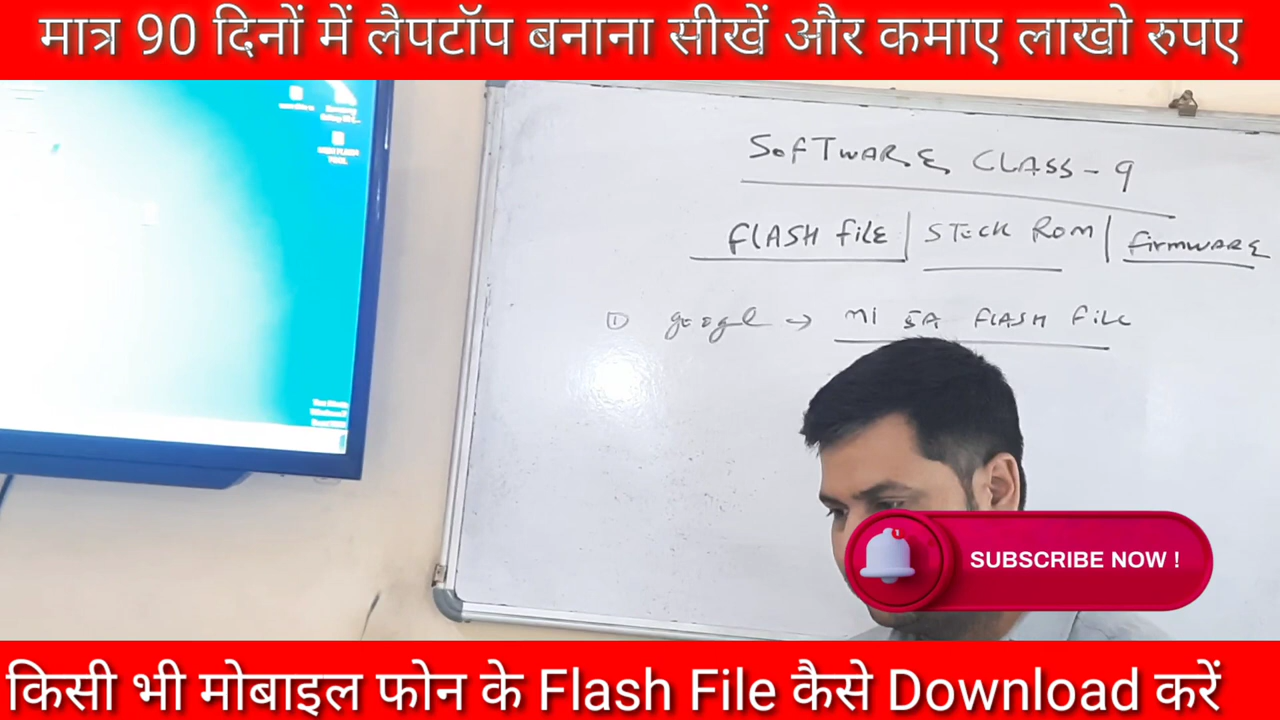 मात्र 90 दिनों में लैपटॉप बनाना सीखें और कमाए लाखो रुपए
SOFTWARE CLASS - 9
FLASH FILE | STOCK ROM | FIRMWARE
① googl → MI 5A FLASH FILE
SUBSCRIBE NOW !
किसी भी मोबाइल फोन के Flash File कैसे Download करें